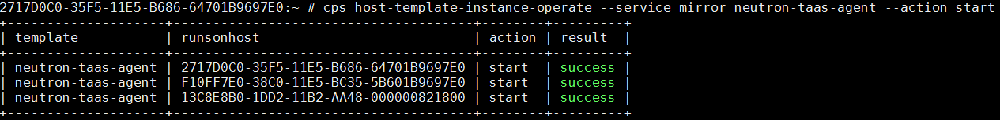 2717D0C0-35F5-11E5-B686-64701B9697E0:~ # cps host-template-instance-operate --service mirror neutron-taas-agent --action start
+------------------+--------------------------------------+--------+---------+
| template | runsonhost | action | result |
+------------------+--------------------------------------+--------+---------+
| neutron-taas-agent | 2717D0C0-35F5-11E5-B686-64701B9697E0 | start | success |
| neutron-taas-agent | F10FF7E0-38C0-11E5-BC35-5B601B9697E0 | start | success |
| neutron-taas-agent | 13C8E8B0-1DD2-11B2-AA48-000000821800 | start | success |
+------------------+--------------------------------------+--------+---------+